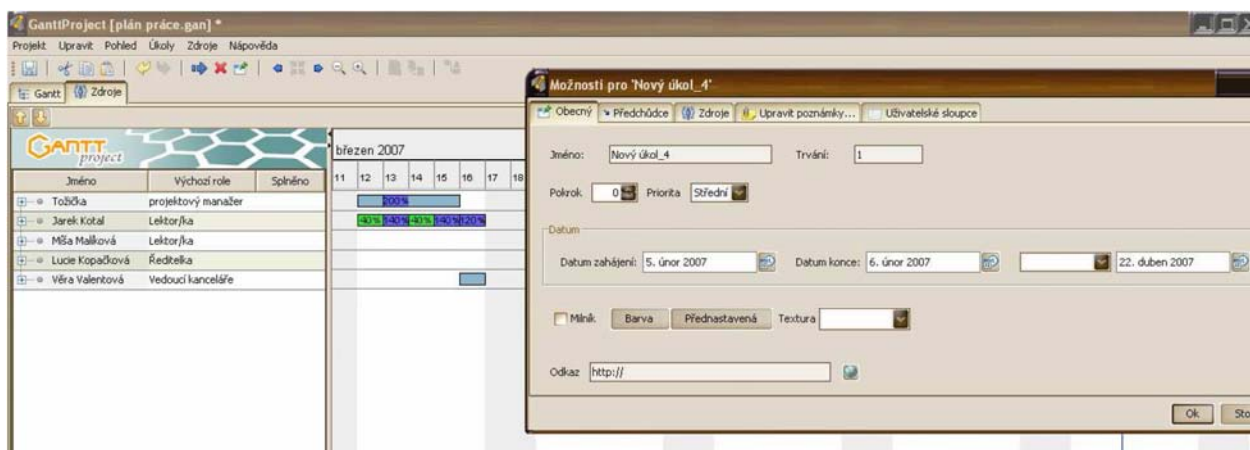 GanttProject [plán práce.gan] *
Projekt Upravit Pohled Úkoly Zdroje Nápověda
Gantt Zdroje
GANTT project
Jméno Výchozí role Splněno
Tožička projektový manažer
Jarek Kotal Lektor/ka
Míša Malíková Lektor/ka
Lucie Kopačková Ředitelka
Věra Valentová Vedoucí kanceláře
březen 2007
11 12 13 14 15 16 17 18
200%
40% 140% 40% 140% 120%
Možnosti pro 'Nový úkol_4'
Obecný Předchůdce Zdroje Upravit poznámky... Uživatelské sloupce
Jméno: Nový úkol_4 Trvání: 1
Pokrok 0 Priorita Střední
Datum
Datum zahájení: 5. únor 2007 Datum konce: 6. únor 2007 22. duben 2007
Milník Barva Přednastavená Textura
Odkaz http://
Ok Sto